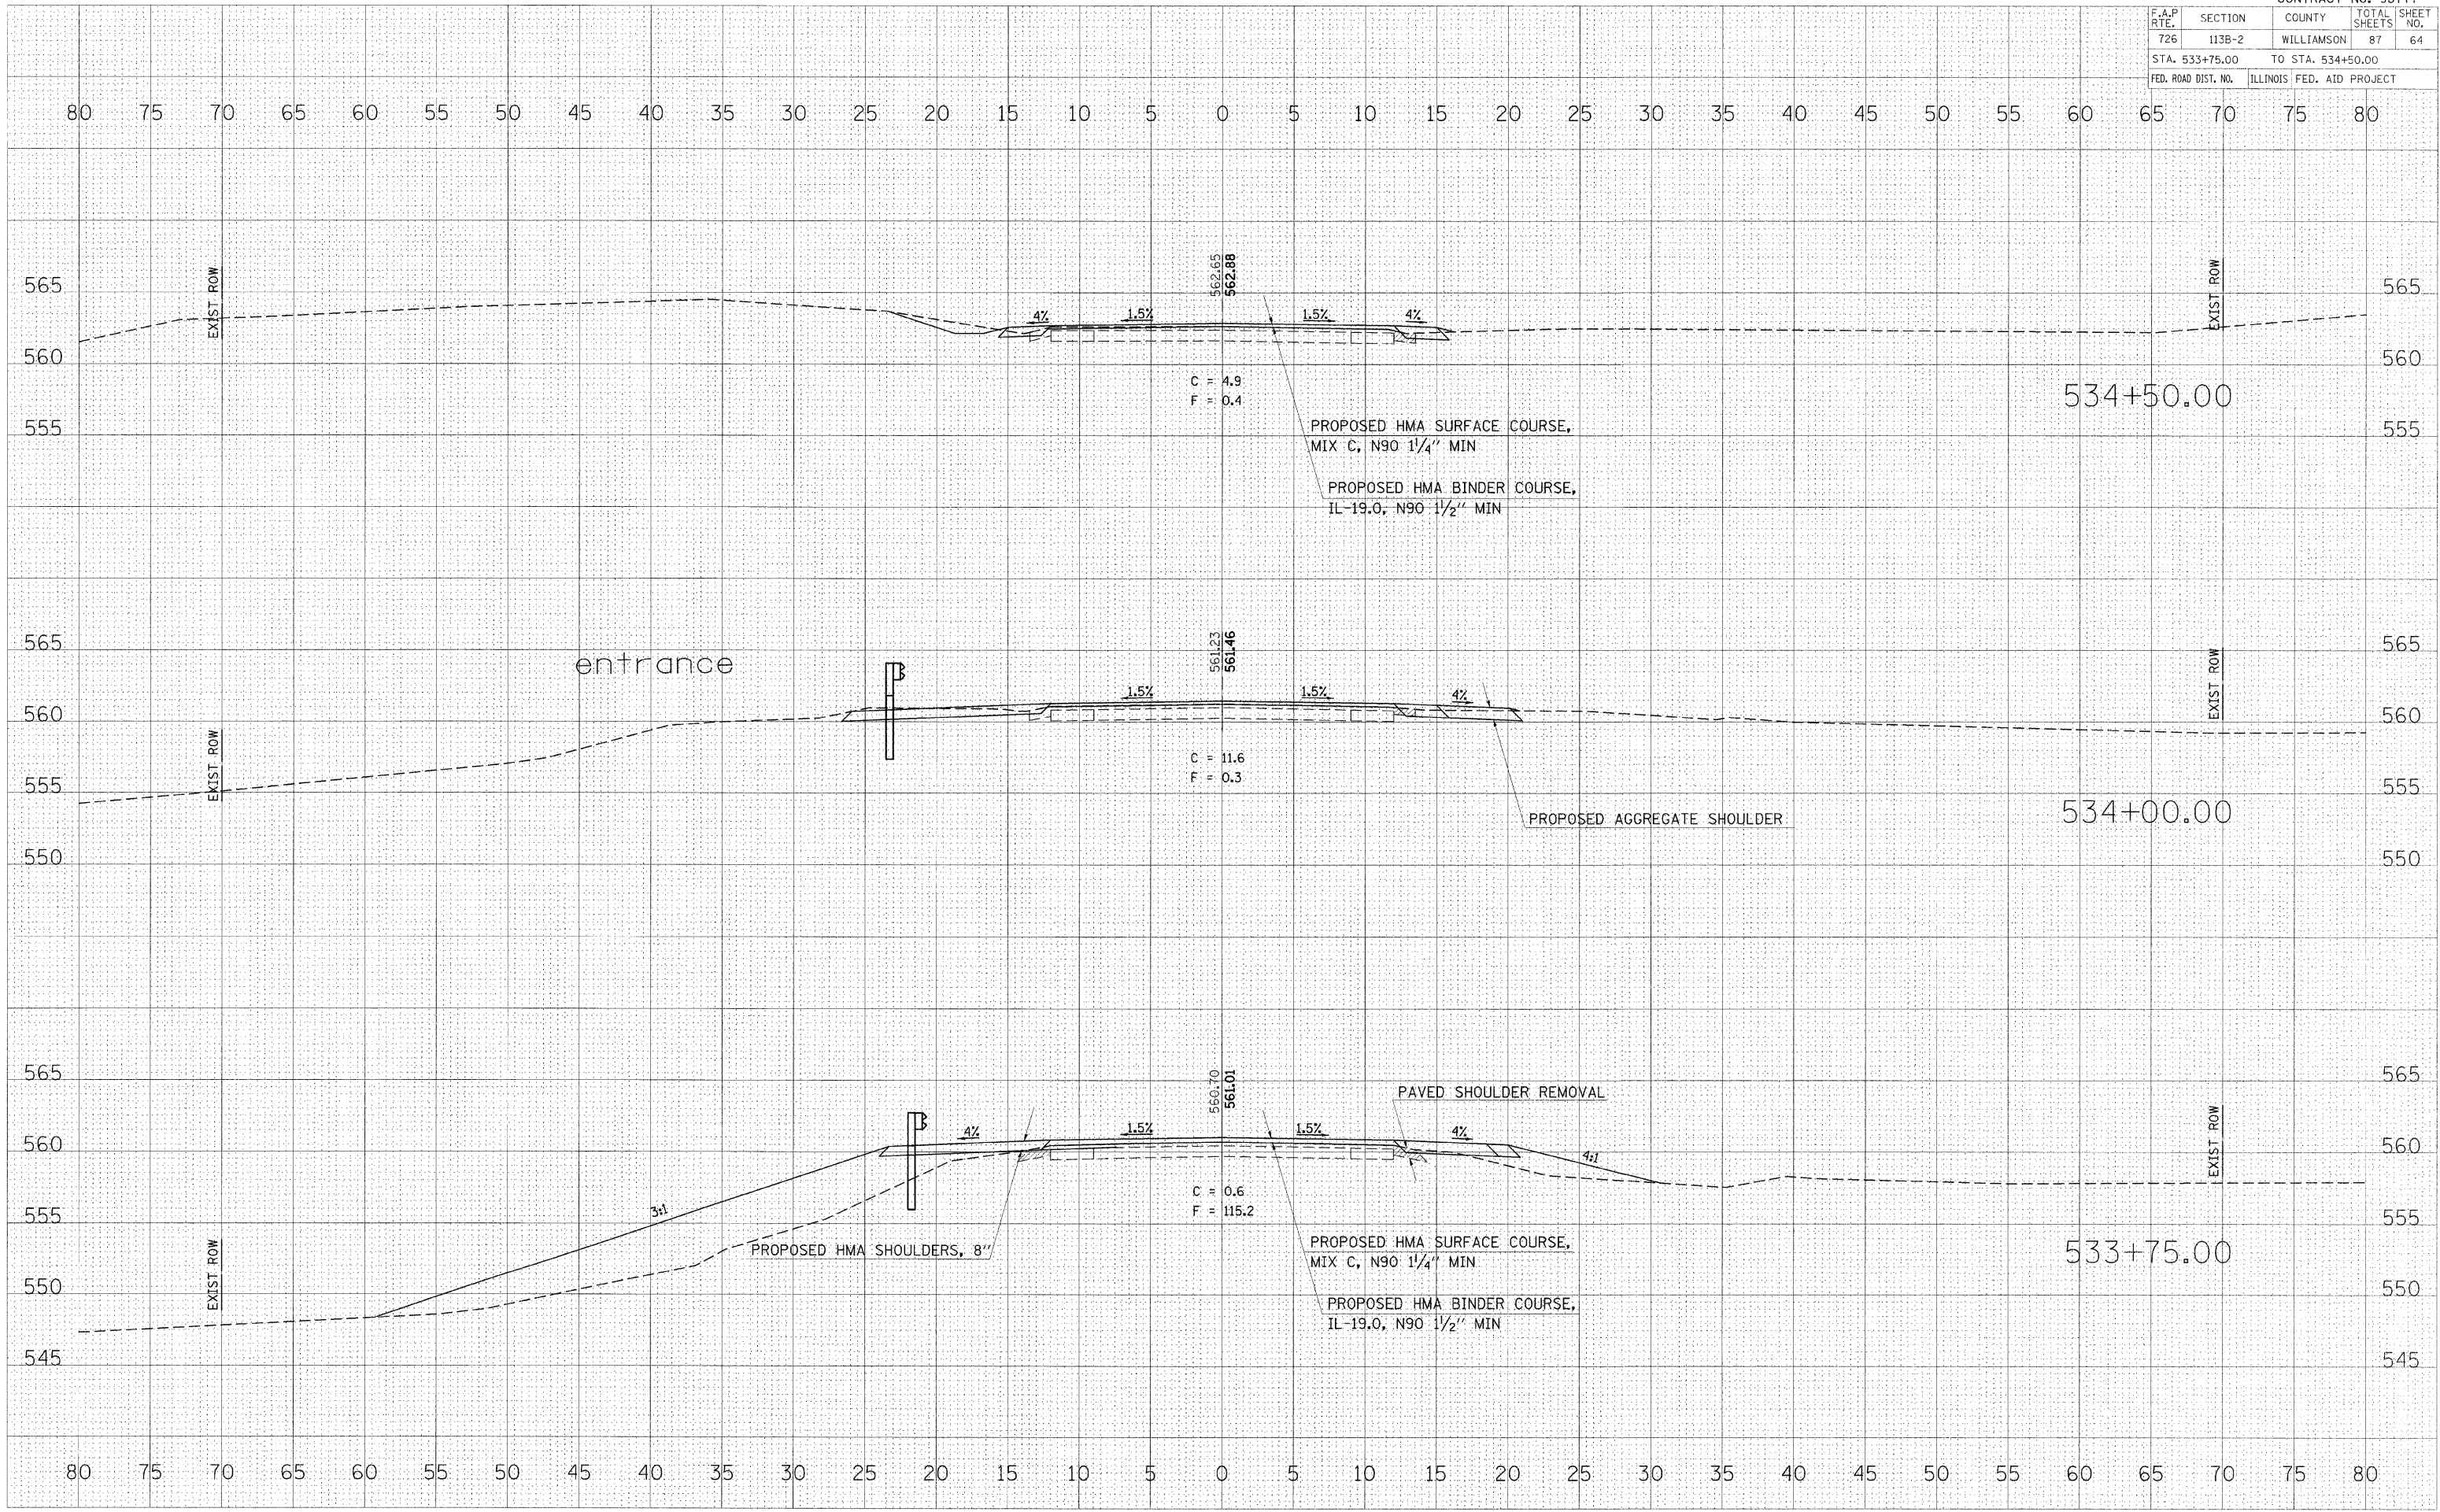 F.A.P RTE. SECTION COUNTY TOTAL SHEETS SHEET NO.
726 113B-2 WILLIAMSON 87 64
STA. 533+75.00 TO STA. 534+50.00
FED. ROAD DIST. NO. ILLINOIS FED. AID PROJECT
80 75 70 65 60 55 50 45 40 35 30 25 20 15 10 5 0 5 10 15 20 25 30 35 40 45 50 55 60 65 70 75 80
562.65
562.88
EXIST ROW
EXIST ROW
565 565
4% 1.5% 1.5% 4%
560 560
C = 4.9
F = 0.4
534+50.00
PROPOSED HMA SURFACE COURSE,
MIX C, N90 1 1/4" MIN
555 555
PROPOSED HMA BINDER COURSE,
IL-19.0, N90 1 1/2" MIN
561.23
561.46
565 565
entrance
EXIST ROW
1.5% 1.5% 4%
560 560
EXIST ROW
C = 11.6
F = 0.3
555 555
534+00.00
PROPOSED AGGREGATE SHOULDER
550 550
565 565
560.70
561.01
PAVED SHOULDER REMOVAL
EXIST ROW
4% 1.5% 1.5% 4%
560 560
4:1
C = 0.6
F = 115.2
3:1
555 555
PROPOSED HMA SHOULDERS, 8"
PROPOSED HMA SURFACE COURSE,
MIX C, N90 1 1/4" MIN
533+75.00
EXIST ROW
550 550
PROPOSED HMA BINDER COURSE,
IL-19.0, N90 1 1/2" MIN
545 545
80 75 70 65 60 55 50 45 40 35 30 25 20 15 10 5 0 5 10 15 20 25 30 35 40 45 50 55 60 65 70 75 80